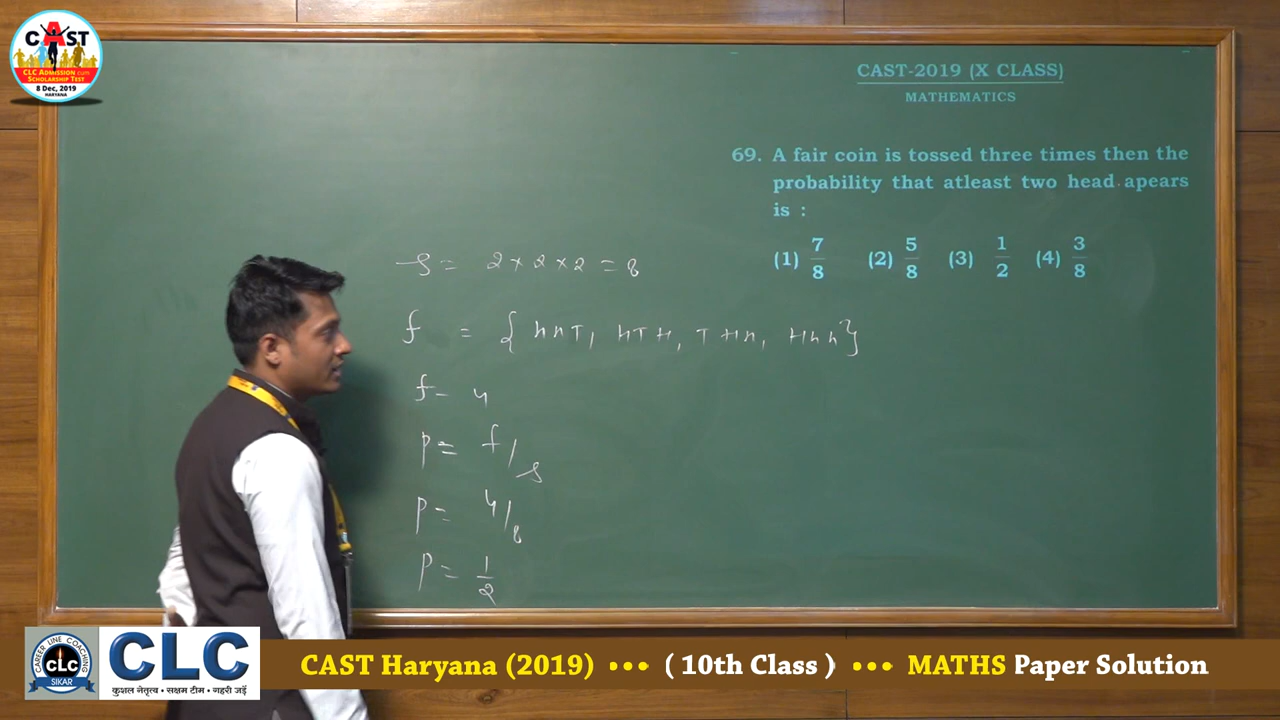 CAST
CLC ADMISSION.com
SCHOLARSHIP TEST
8 Dec, 2019
HARYANA
CAST-2019 (X CLASS)
MATHEMATICS
69. A fair coin is tossed three times then the
probability that atleast two head apears
is :
(1) 7/8 (2) 5/8 (3) 1/2 (4) 3/8
S = 2 × 2 × 2 = 8
f = { HHT, HTH, THH, HHH }
f = 4
P = f/S
P = 4/8
P = 1/2
CAREER LINE COACHING
CLC
SIKAR
CLC
कुशल नेतृत्व • सक्षम टीम • गहरी जड़ें
CAST Haryana (2019) ••• ( 10th Class ) ••• MATHS Paper Solution